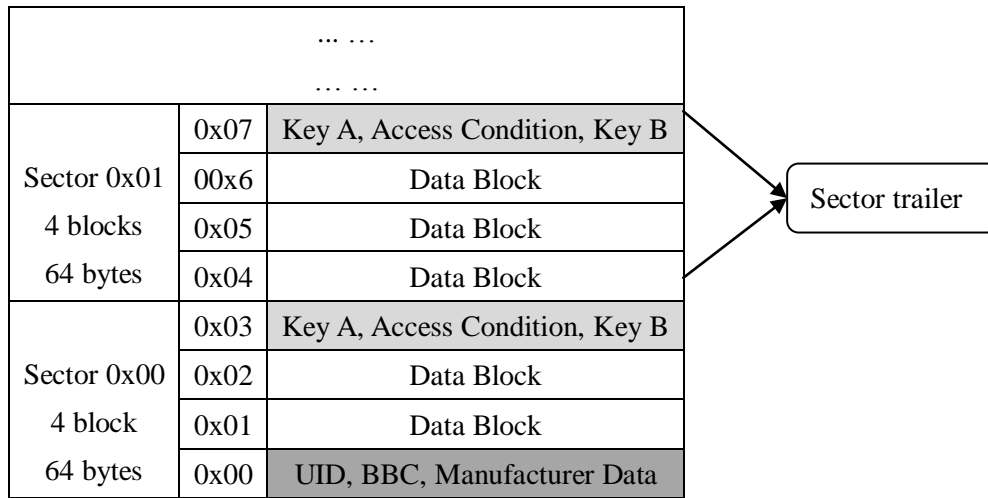 ... …
… …
0x07 Key A, Access Condition, Key B
Sector 0x01 00x6 Data Block
4 blocks 0x05 Data Block
64 bytes 0x04 Data Block
Sector trailer
0x03 Key A, Access Condition, Key B
Sector 0x00 0x02 Data Block
4 block 0x01 Data Block
64 bytes 0x00 UID, BBC, Manufacturer Data